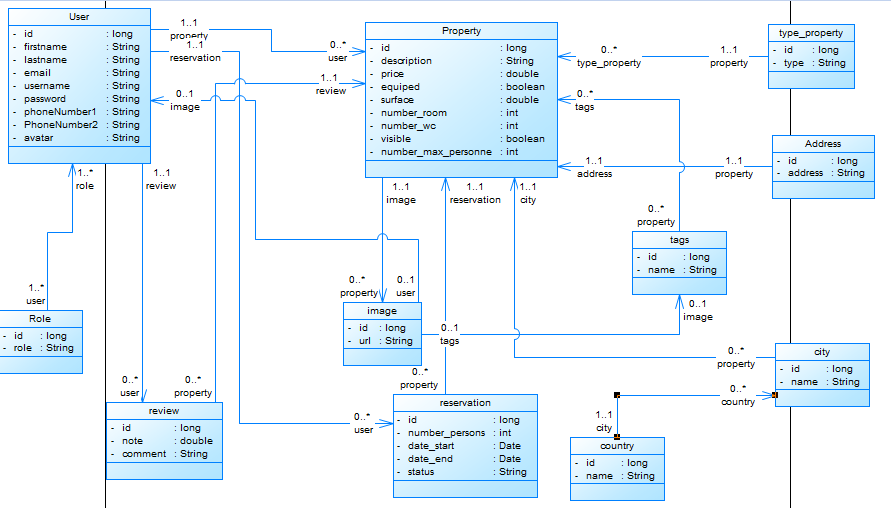 User
- id : long
- firstname : String
- lastname : String
- email : String
- username : String
- password : String
- phoneNumber1 : String
- PhoneNumber2 : String
- avatar : String
1..1
property
1..1
reservation
0..*
user
1..1
review
0..1
image
Property
- id : long
- description : String
- price : double
- equiped : boolean
- surface : double
- number_room : int
- number_wc : int
- visible : boolean
- number_max_personne : int
0..*
type_property
1..1
property
type_property
- id : long
- type : String
0..*
tags
1..1
address
1..1
property
Address
- id : long
- address : String
1..*
role
1..1
review
1..1
image
1..1
reservation
1..1
city
0..*
property
tags
- id : long
- name : String
1..*
user
Role
- id : long
- role : String
0..*
property
0..1
user
image
- id : long
- url : String
0..1
tags
0..1
image
0..*
property
city
- id : long
- name : String
0..*
user
0..*
property
review
- id : long
- note : double
- comment : String
0..*
property
0..*
user
reservation
- id : long
- number_persons : int
- date_start : Date
- date_end : Date
- status : String
0..*
country
1..1
city
country
- id : long
- name : String